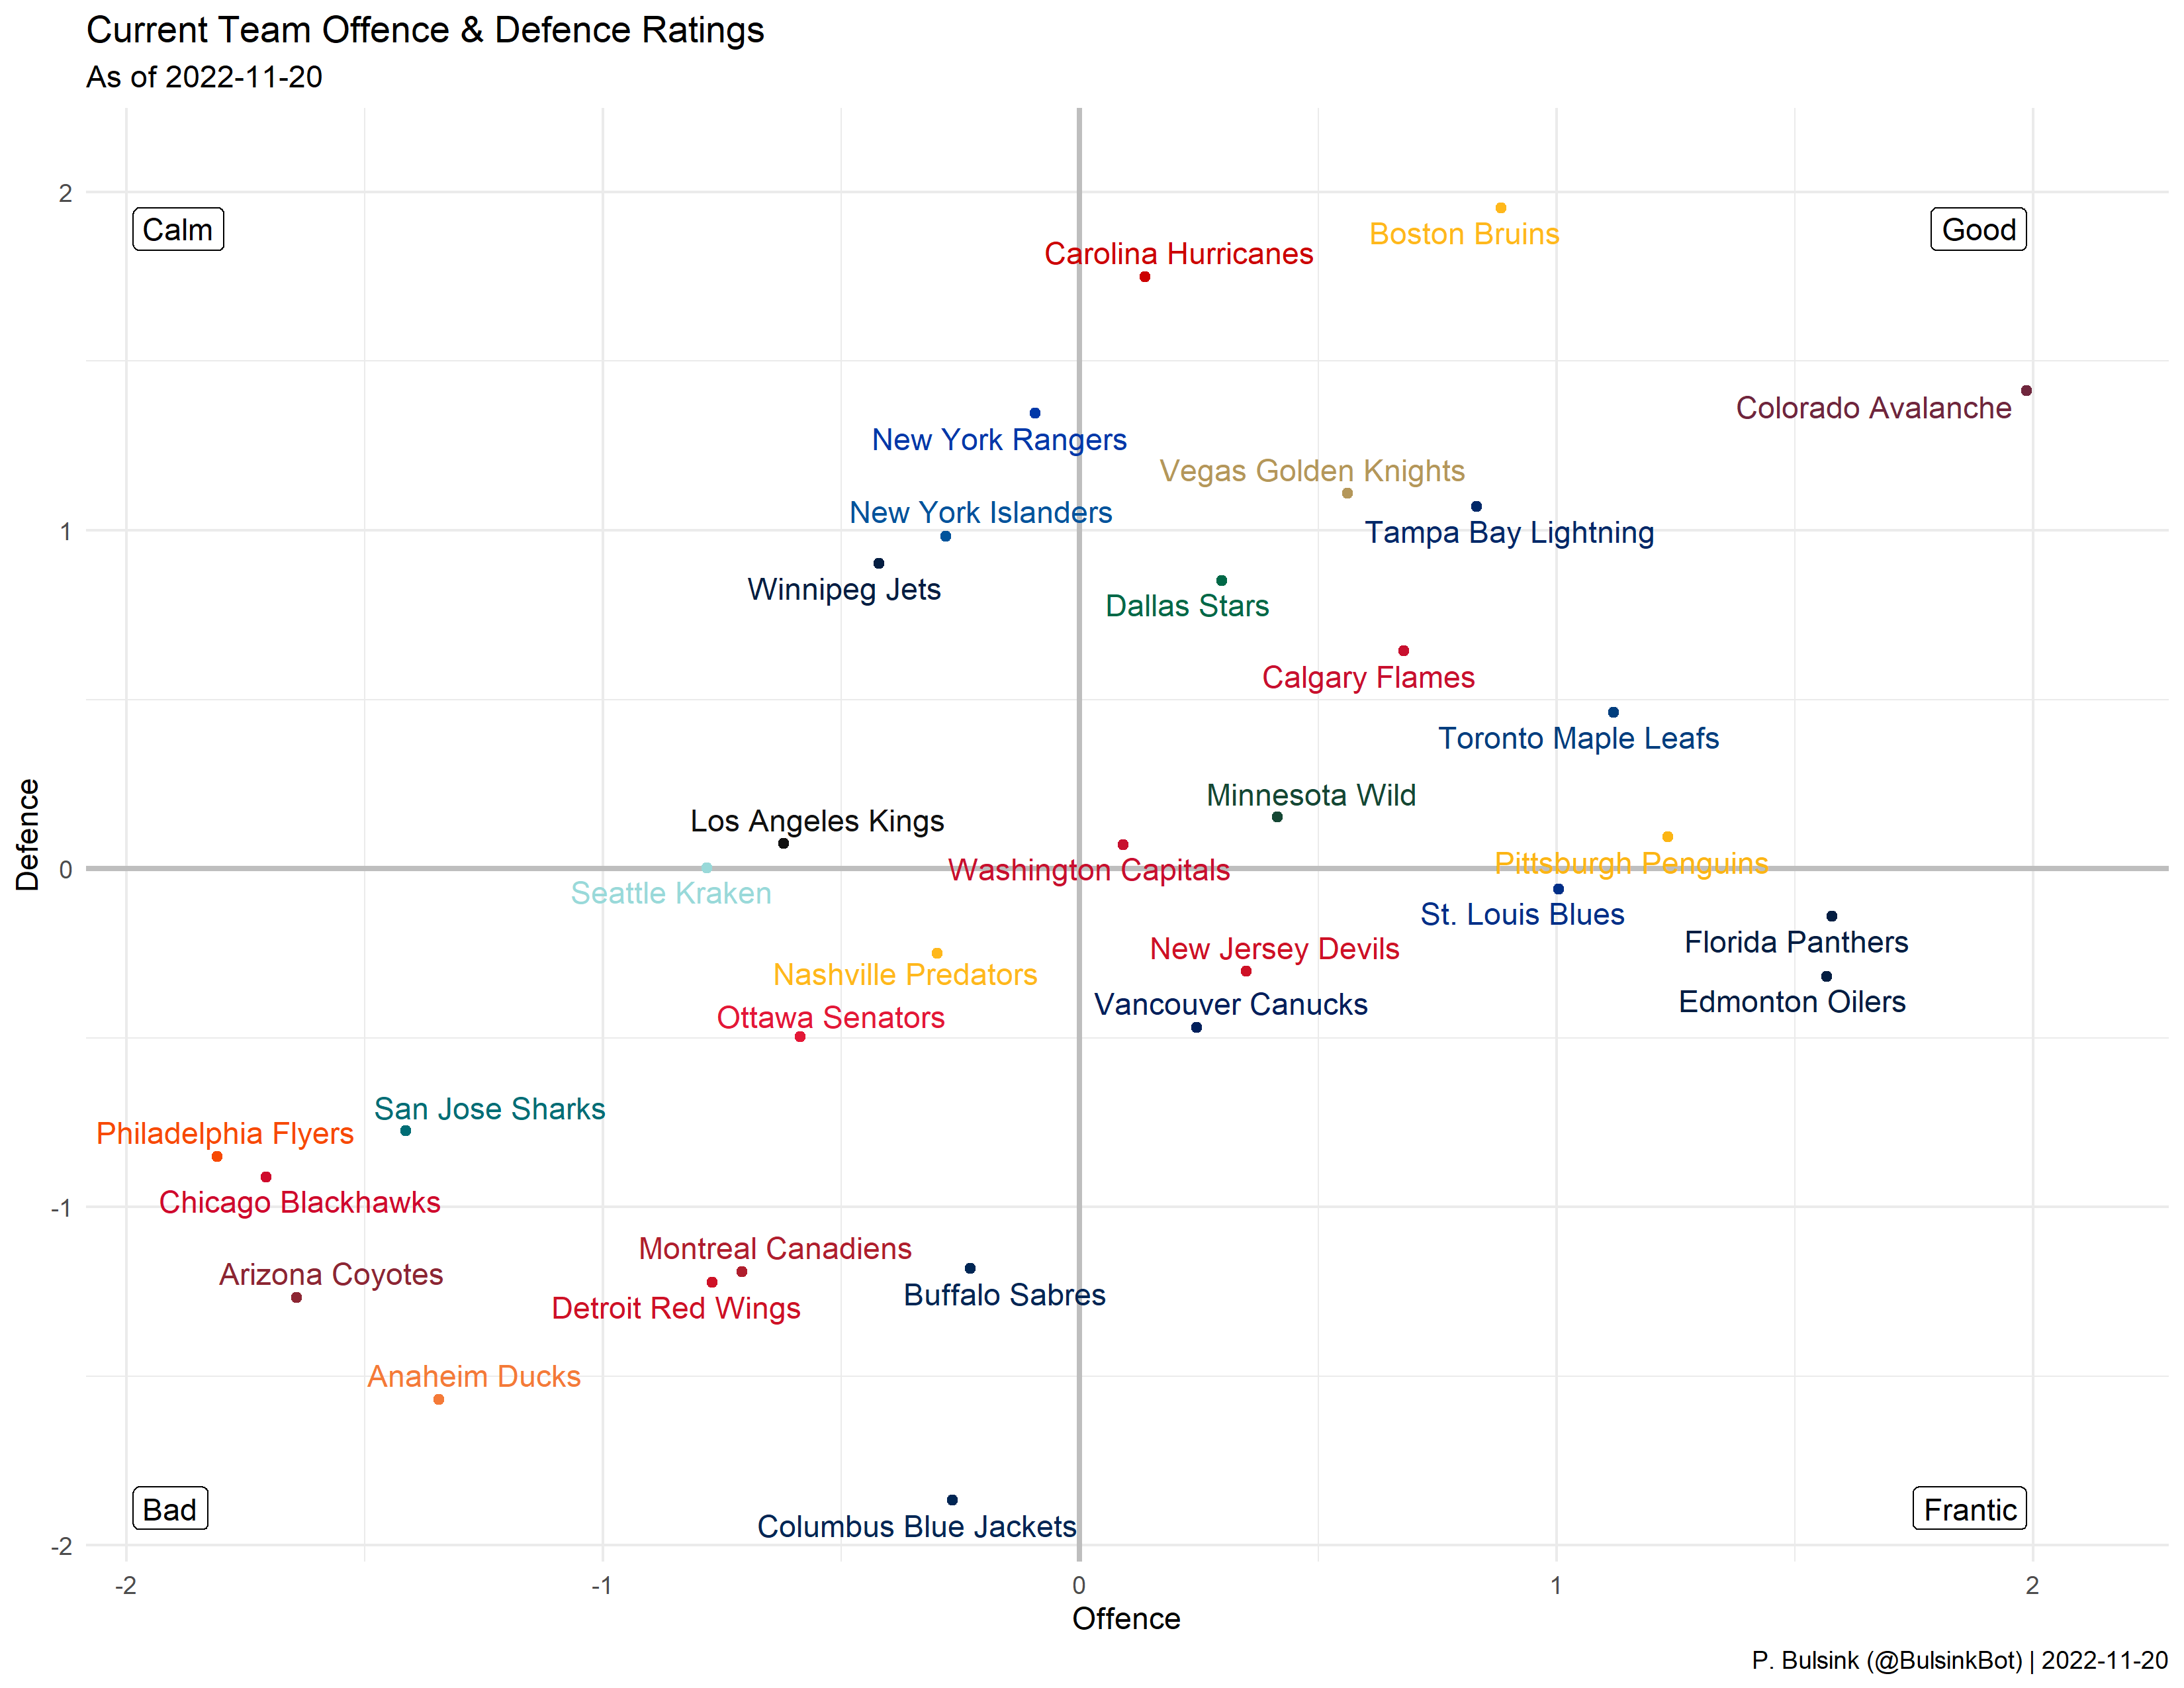 Current Team Offence & Defence Ratings
As of 2022-11-20
2
Calm
Good
Boston Bruins
Carolina Hurricanes
Colorado Avalanche
New York Rangers
Vegas Golden Knights
New York Islanders
1
Tampa Bay Lightning
Winnipeg Jets
Dallas Stars
Calgary Flames
Toronto Maple Leafs
Minnesota Wild
Los Angeles Kings
Defence
0
Pittsburgh Penguins
Washington Capitals
Seattle Kraken
St. Louis Blues
Florida Panthers
New Jersey Devils
Nashville Predators
Edmonton Oilers
Vancouver Canucks
Ottawa Senators
San Jose Sharks
Philadelphia Flyers
Chicago Blackhawks
-1
Montreal Canadiens
Arizona Coyotes
Buffalo Sabres
Detroit Red Wings
Anaheim Ducks
Bad
Frantic
Columbus Blue Jackets
-2
-2 -1 0 1 2
Offence
P. Bulsink (@BulsinkBot) | 2022-11-20